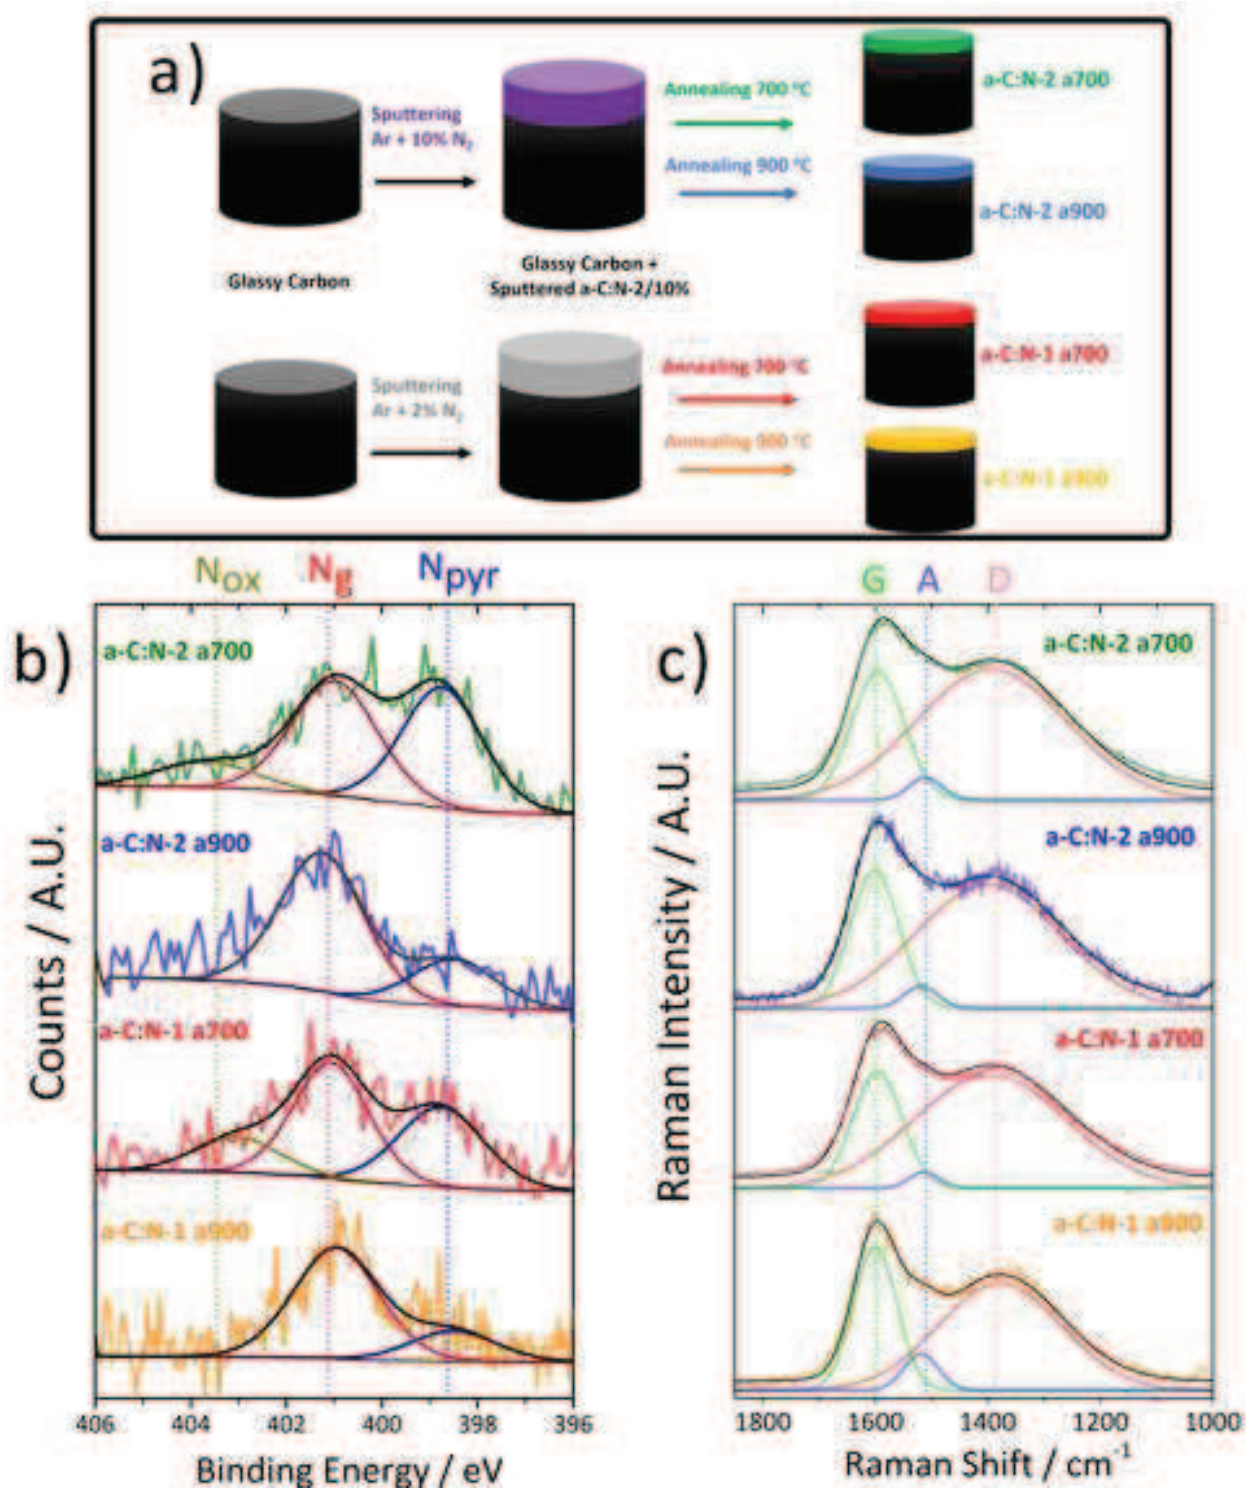 a)
Sputtering
Ar + 10% N₂
Annealing 700 °C
Annealing 900 °C
a-C:N-2 a700
a-C:N-2 a900
Glassy Carbon
Glassy Carbon +
Sputtered a-C:N-2/10%
Sputtering
Ar + 2% N₂
Annealing 700 °C
Annealing 900 °C
a-C:N-1 a700
a-C:N-1 a900
b)
Nox Ng Npyr
a-C:N-2 a700
a-C:N-2 a900
a-C:N-1 a700
a-C:N-1 a900
Counts / A.U.
406 404 402 400 398 396
Binding Energy / eV
c)
G A D
a-C:N-2 a700
a-C:N-2 a900
a-C:N-1 a700
a-C:N-1 a900
Raman Intensity / A.U.
1800 1600 1400 1200 1000
Raman Shift / cm⁻¹